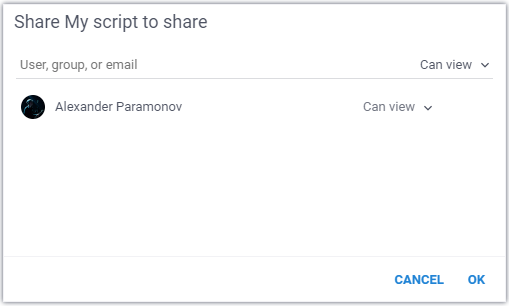 Share My script to share
User, group, or email Can view
Alexander Paramonov Can view
CANCEL OK